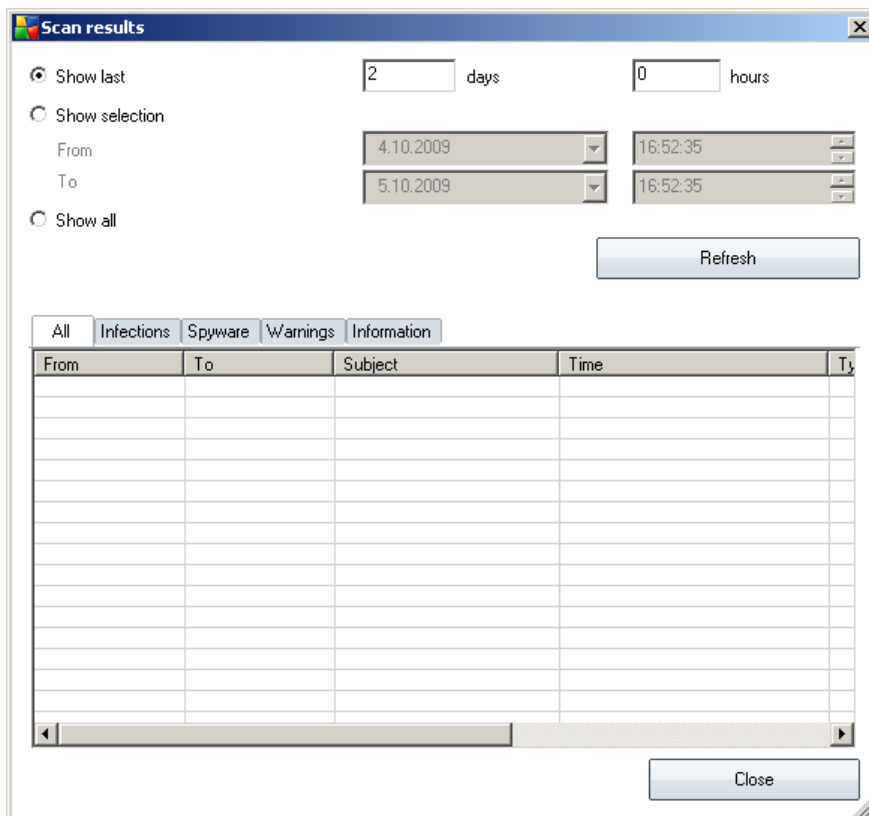 Scan results
Show last 2 days 0 hours
Show selection
From 4.10.2009 16:52:35
To 5.10.2009 16:52:35
Show all
Refresh
All Infections Spyware Warnings Information
From To Subject Time Ty
Close